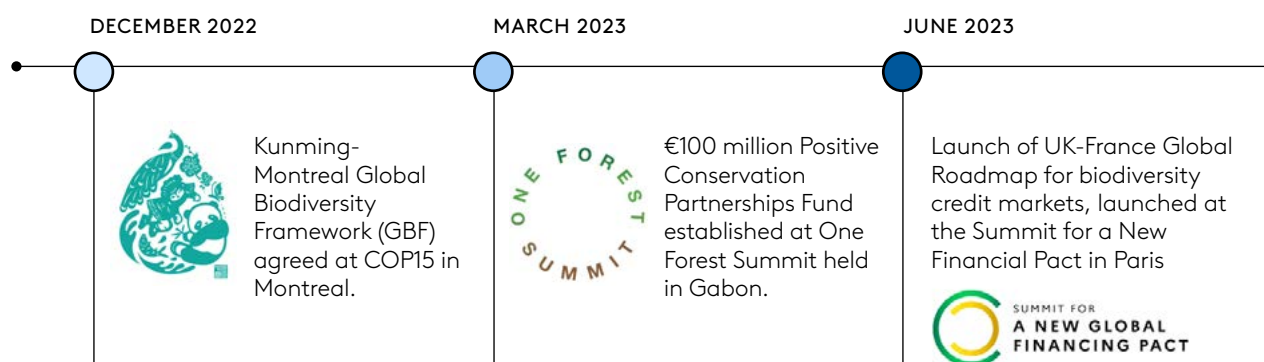 DECEMBER 2022
Kunming-
Montreal Global
Biodiversity
Framework (GBF)
agreed at COP15 in
Montreal.
MARCH 2023
ONE FOREST SUMMIT
€100 million Positive
Conservation
Partnerships Fund
established at One
Forest Summit held
in Gabon.
JUNE 2023
Launch of UK-France Global
Roadmap for biodiversity
credit markets, launched at
the Summit for a New
Financial Pact in Paris
SUMMIT FOR
A NEW GLOBAL
FINANCING PACT